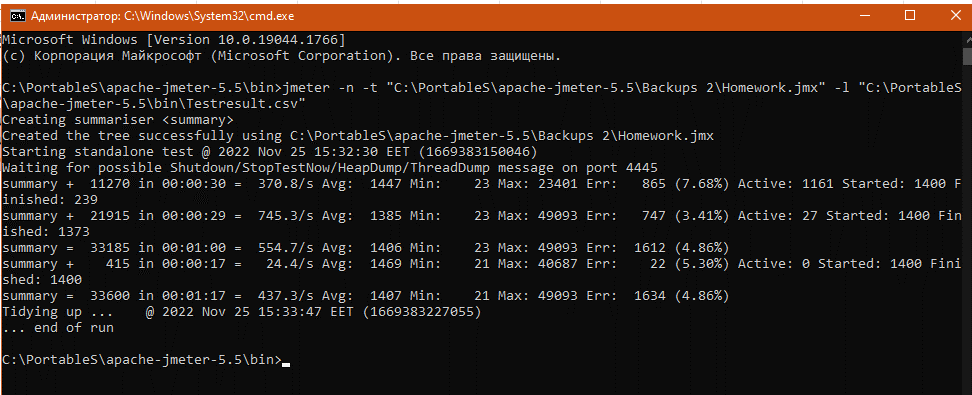 Администратор: C:\Windows\System32\cmd.exe
Microsoft Windows [Version 10.0.19044.1766]
(c) Корпорация Майкрософт (Microsoft Corporation). Все права защищены.
C:\PortableS\apache-jmeter-5.5\bin>jmeter -n -t "C:\PortableS\apache-jmeter-5.5\Backups 2\Homework.jmx" -l "C:\PortableS
\apache-jmeter-5.5\bin\Testresult.csv"
Creating summariser <summary>
Created the tree successfully using C:\PortableS\apache-jmeter-5.5\Backups 2\Homework.jmx
Starting standalone test @ 2022 Nov 25 15:32:30 EET (1669383150046)
Waiting for possible Shutdown/StopTestNow/HeapDump/ThreadDump message on port 4445
summary +  11270 in 00:00:30 =  370.8/s Avg:  1447 Min:    23 Max: 23401 Err:   865 (7.68%) Active: 1161 Started: 1400 F
inished: 239
summary +  21915 in 00:00:29 =  745.3/s Avg:  1385 Min:    23 Max: 49093 Err:   747 (3.41%) Active: 27 Started: 1400 Fin
ished: 1373
summary =  33185 in 00:01:00 =  554.7/s Avg:  1406 Min:    23 Max: 49093 Err:  1612 (4.86%)
summary +    415 in 00:00:17 =   24.4/s Avg:  1469 Min:    21 Max: 40687 Err:    22 (5.30%) Active: 0 Started: 1400 Fini
shed: 1400
summary =  33600 in 00:01:17 =  437.3/s Avg:  1407 Min:    21 Max: 49093 Err:  1634 (4.86%)
Tidying up ...    @ 2022 Nov 25 15:33:47 EET (1669383227055)
... end of run
C:\PortableS\apache-jmeter-5.5\bin>